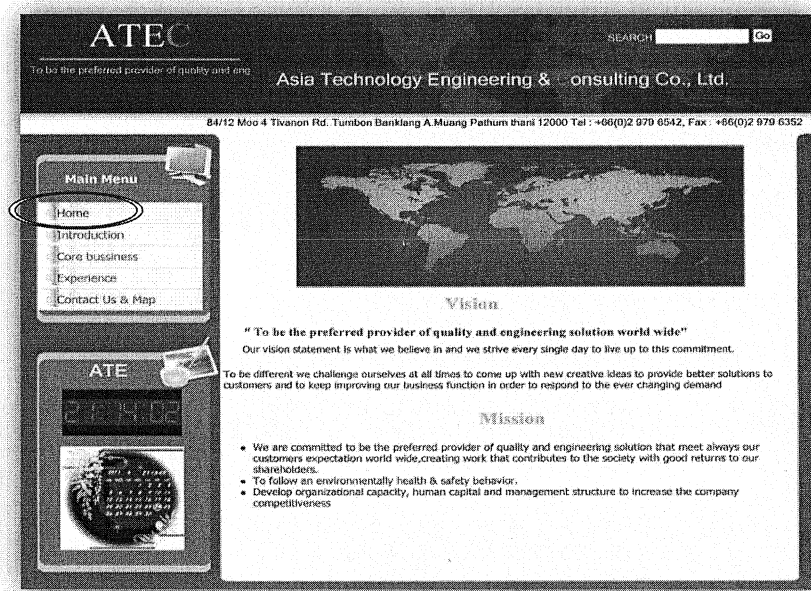 ATEC
SEARCH Go
To be the preferred provider of quality and eng
Asia Technology Engineering & Consulting Co., Ltd.
84/12 Moo 4 Tivanon Rd. Tumbon Banklang A.Muang Pathum thani 12000 Tel : +66(0)2 979 6542, Fax : +66(0)2 979 6352
Main Menu
Home
Introduction
Core bussiness
Experience
Contact Us & Map
Vision
" To be the preferred provider of quality and engineering solution world wide"
Our vision statement is what we believe in and we strive every single day to live up to this commitment.
To be different we challenge ourselves at all times to come up with new creative ideas to provide better solutions to
customers and to keep improving our business function in order to respond to the ever changing demand
ATE
21:14:02
Mission
• We are committed to be the preferred provider of quality and engineering solution that meet always our
customers expectation world wide,creating work that contributes to the society with good returns to our
shareholders.
• To follow an environmentally health & safety behavior.
• Develop organizational capacity, human capital and management structure to increase the company
competitiveness